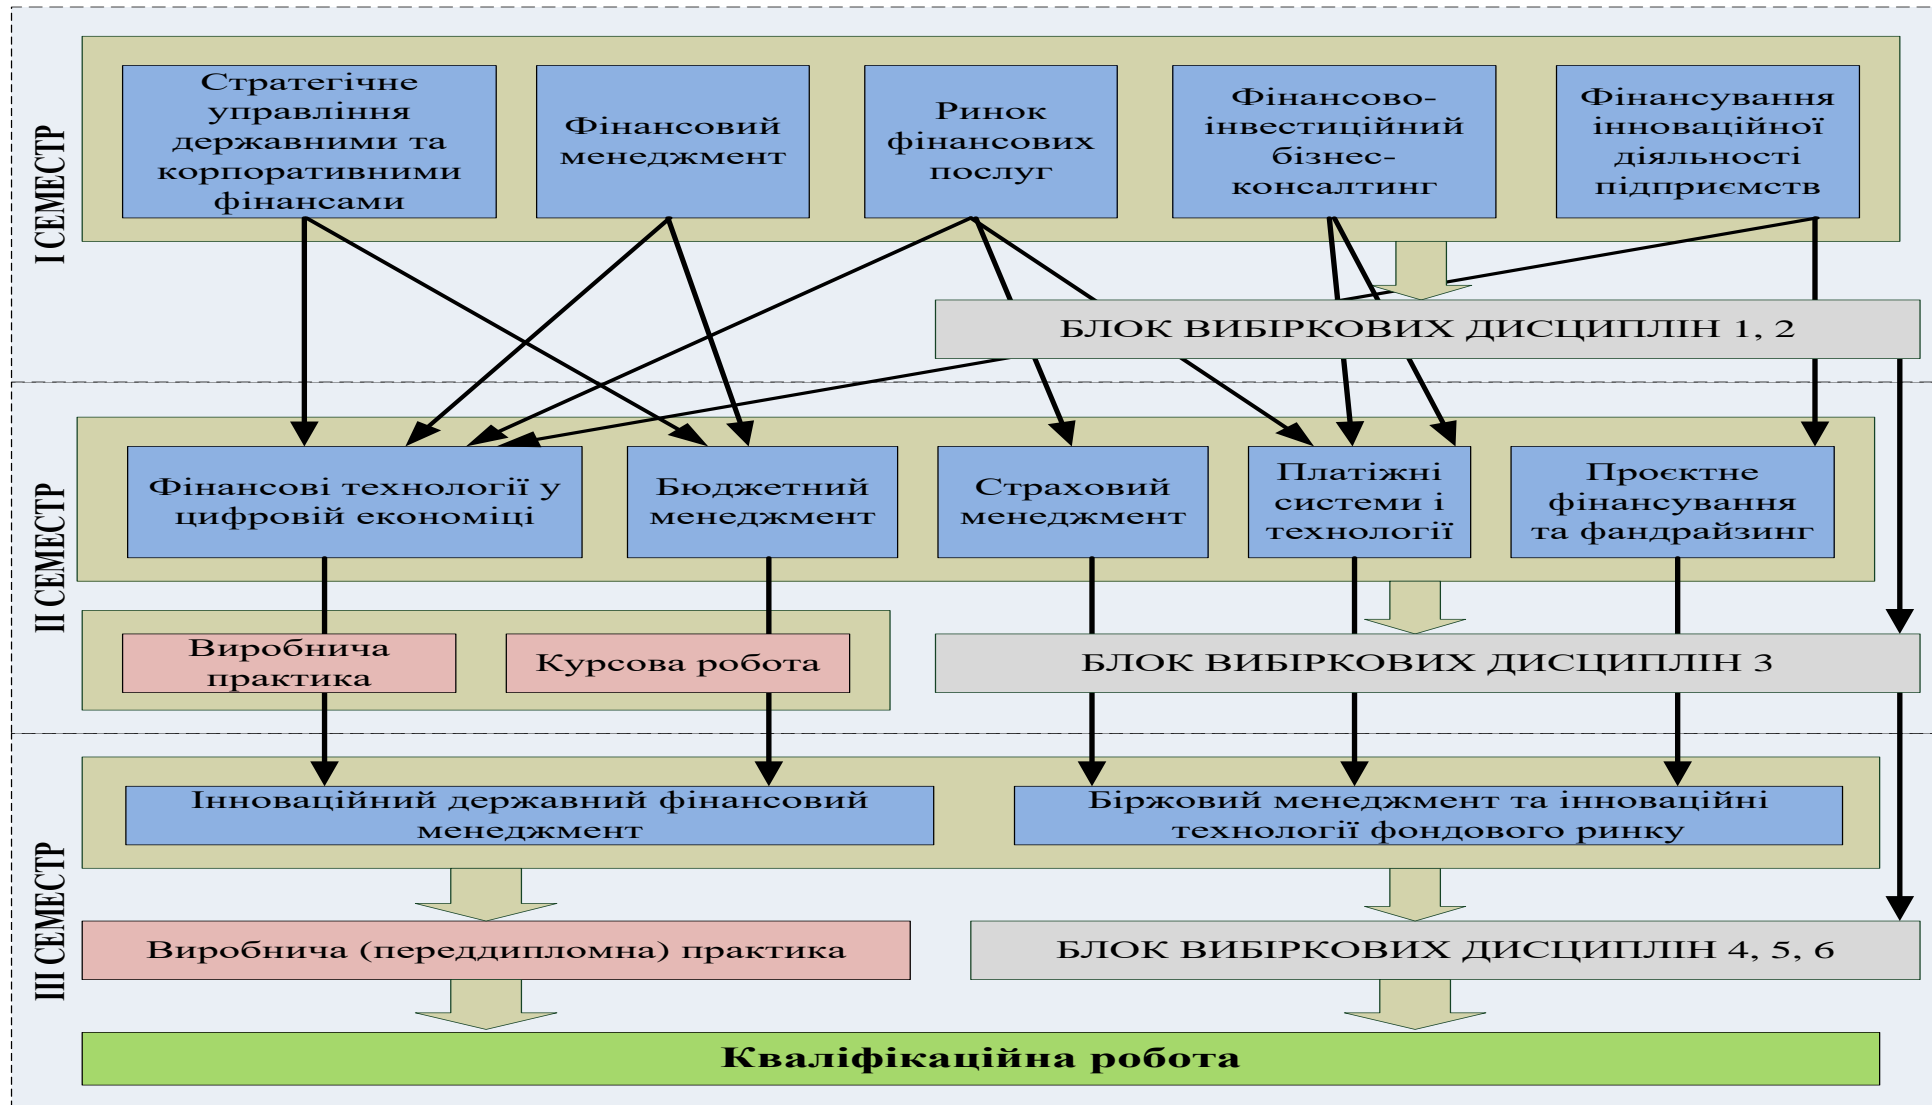 І СЕМЕСТР
Стратегічне
управління
державними та
корпоративними
фінансами
Фінансовий
менеджмент
Ринок
фінансових
послуг
Фінансово-
інвестиційний
бізнес-
консалтинг
Фінансування
інноваційної
діяльності
підприємств
БЛОК ВИБІРКОВИХ ДИСЦИПЛІН 1, 2
ІІ СЕМЕСТР
Фінансові технології у
цифровій економіці
Бюджетний
менеджмент
Страховий
менеджмент
Платіжні
системи і
технології
Проєктне
фінансування
та фандрайзинг
Виробнича
практика
Курсова робота
БЛОК ВИБІРКОВИХ ДИСЦИПЛІН 3
ІІІ СЕМЕСТР
Інноваційний державний фінансовий
менеджмент
Біржовий менеджмент та інноваційні
технології фондового ринку
Виробнича (переддипломна) практика
БЛОК ВИБІРКОВИХ ДИСЦИПЛІН 4, 5, 6
Кваліфікаційна робота